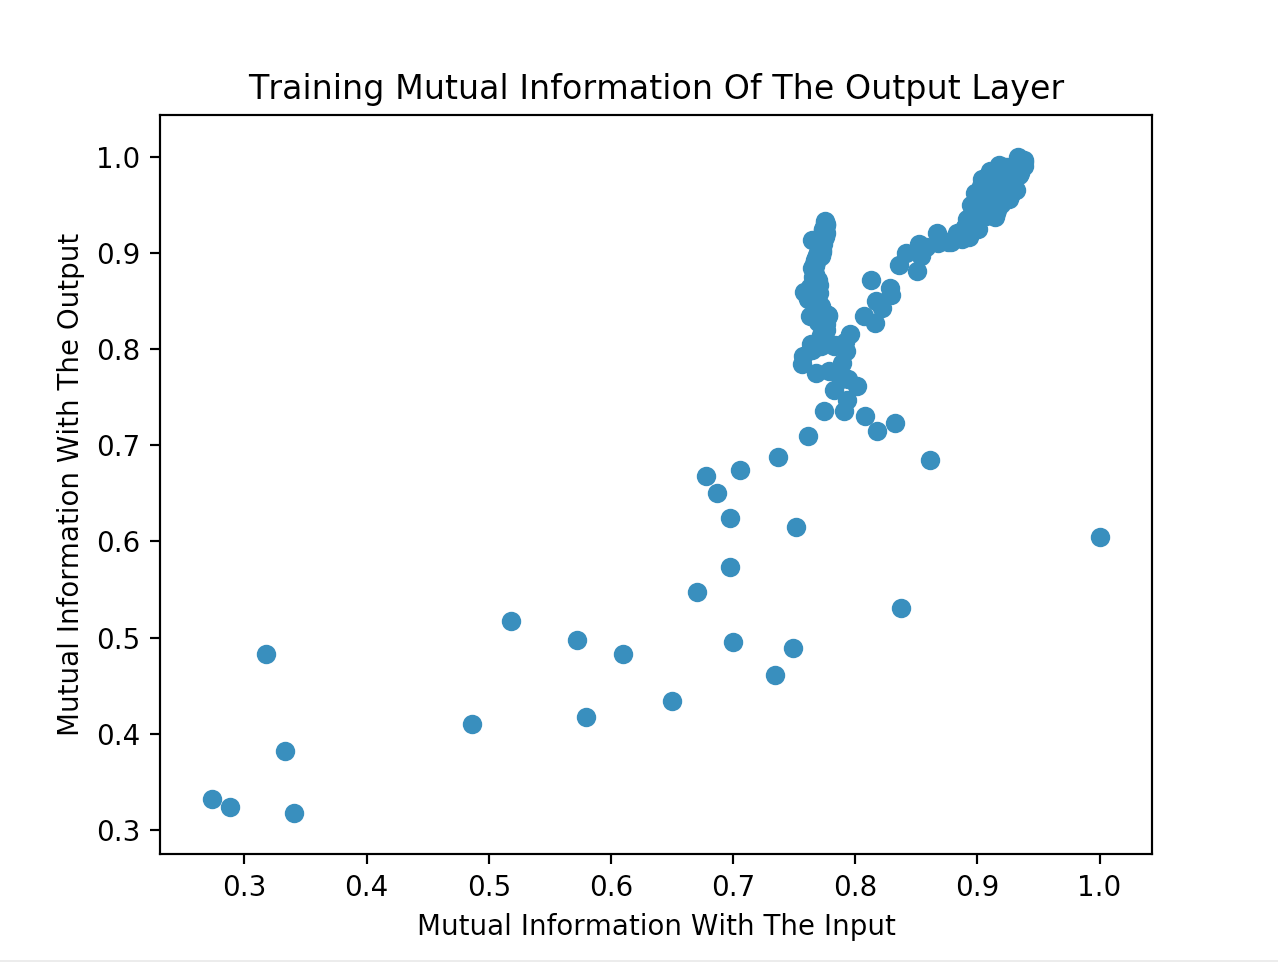 Training Mutual Information Of The Output Layer
Mutual Information With The Output
1.0
0.9
0.8
0.7
0.6
0.5
0.4
0.3
0.3 0.4 0.5 0.6 0.7 0.8 0.9 1.0
Mutual Information With The Input